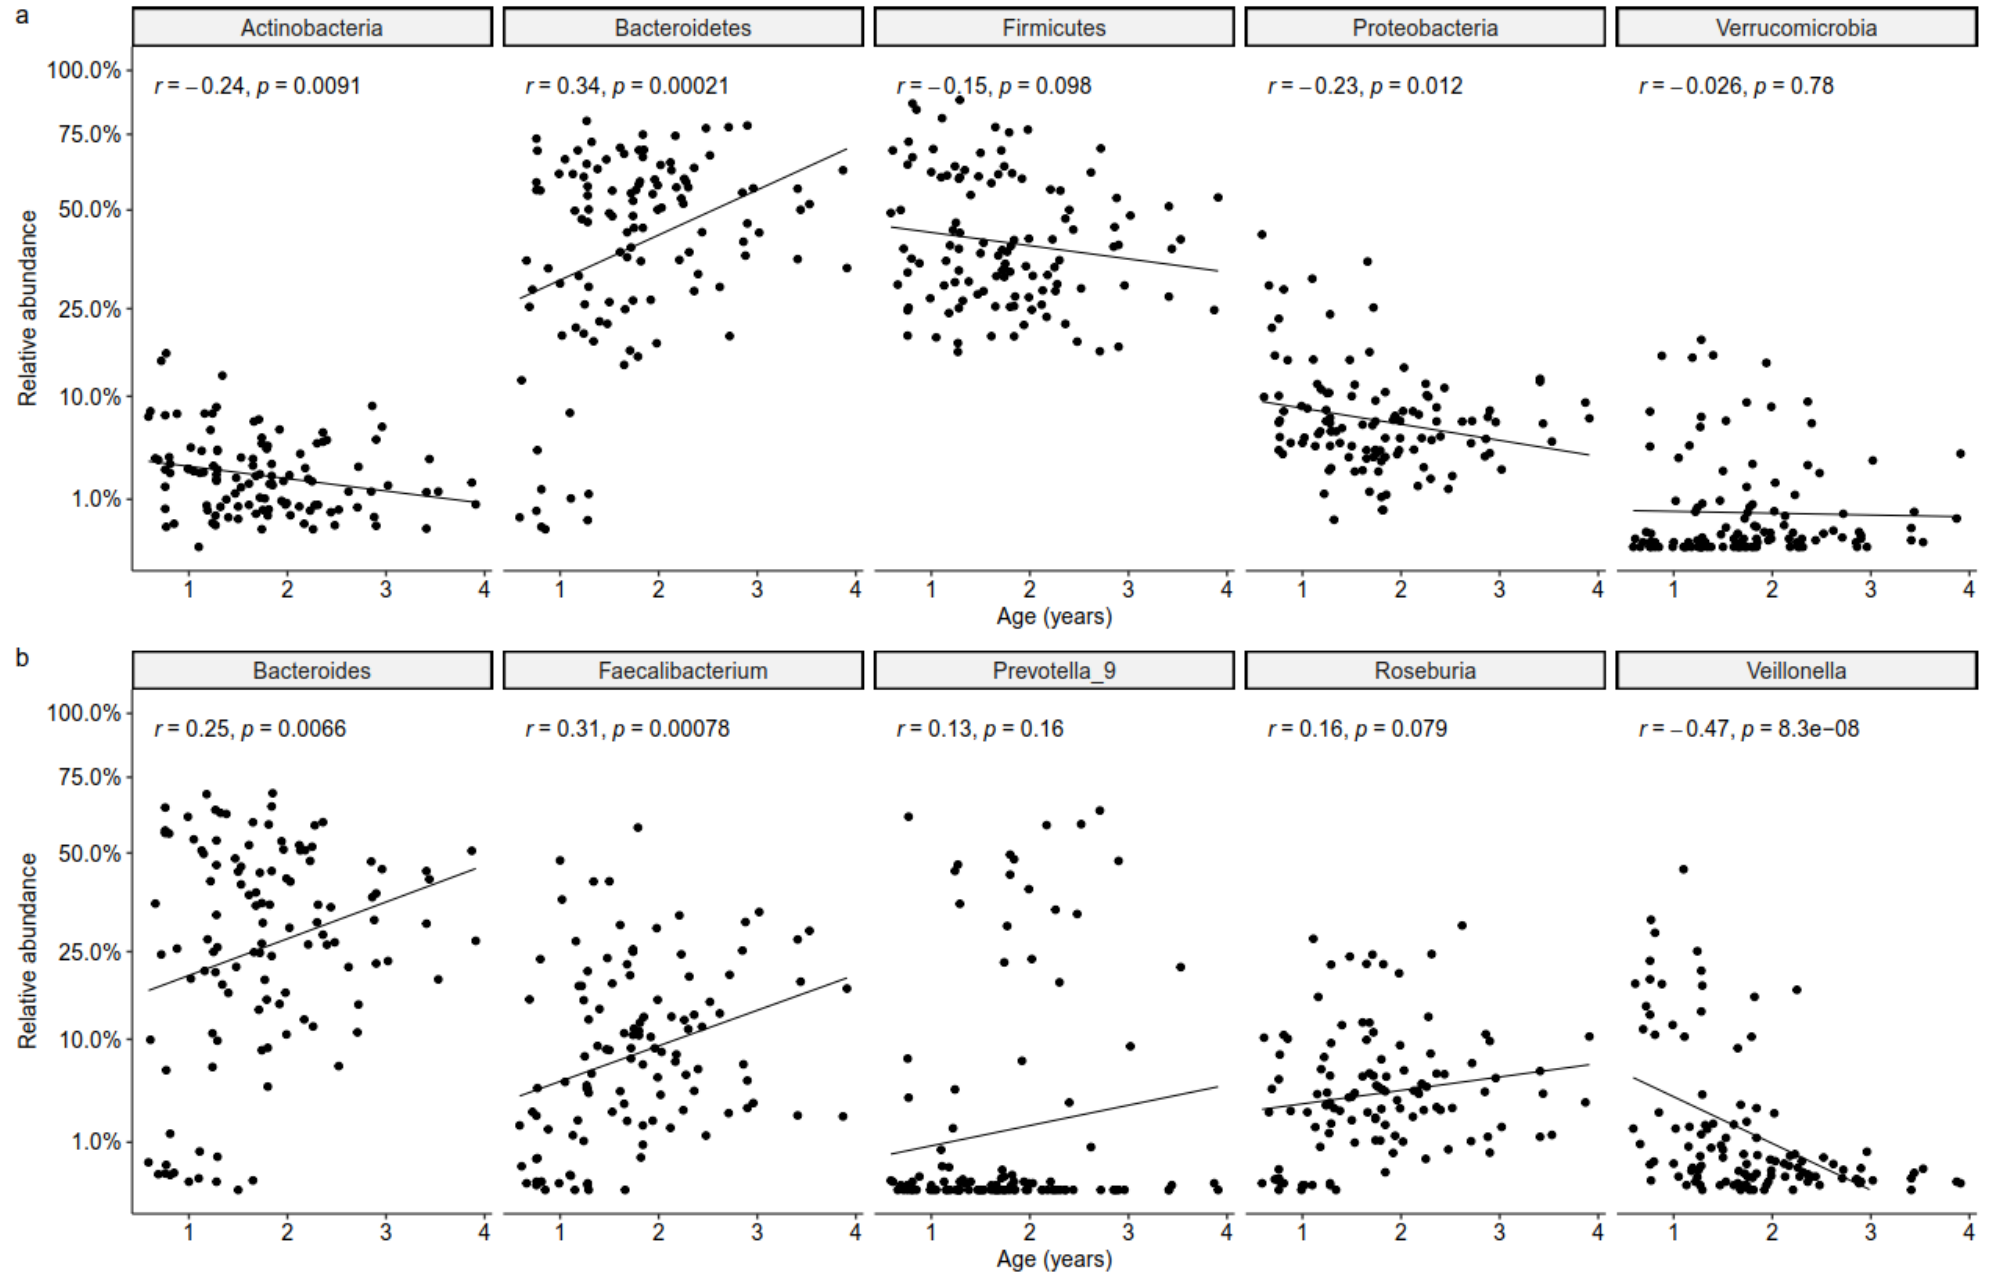 a
Actinobacteria Bacteroidetes Firmicutes Proteobacteria Verrucomicrobia
r = −0.24, p = 0.0091 r = 0.34, p = 0.00021 r = −0.15, p = 0.098 r = −0.23, p = 0.012 r = −0.026, p = 0.78
100.0%
75.0%
50.0%
25.0%
10.0%
1.0%
Relative abundance
1 2 3 4 1 2 3 4 1 2 3 4 1 2 3 4 1 2 3 4
Age (years)
b
Bacteroides Faecalibacterium Prevotella_9 Roseburia Veillonella
r = 0.25, p = 0.0066 r = 0.31, p = 0.00078 r = 0.13, p = 0.16 r = 0.16, p = 0.079 r = −0.47, p = 8.3e−08
100.0%
75.0%
50.0%
25.0%
10.0%
1.0%
Relative abundance
1 2 3 4 1 2 3 4 1 2 3 4 1 2 3 4 1 2 3 4
Age (years)